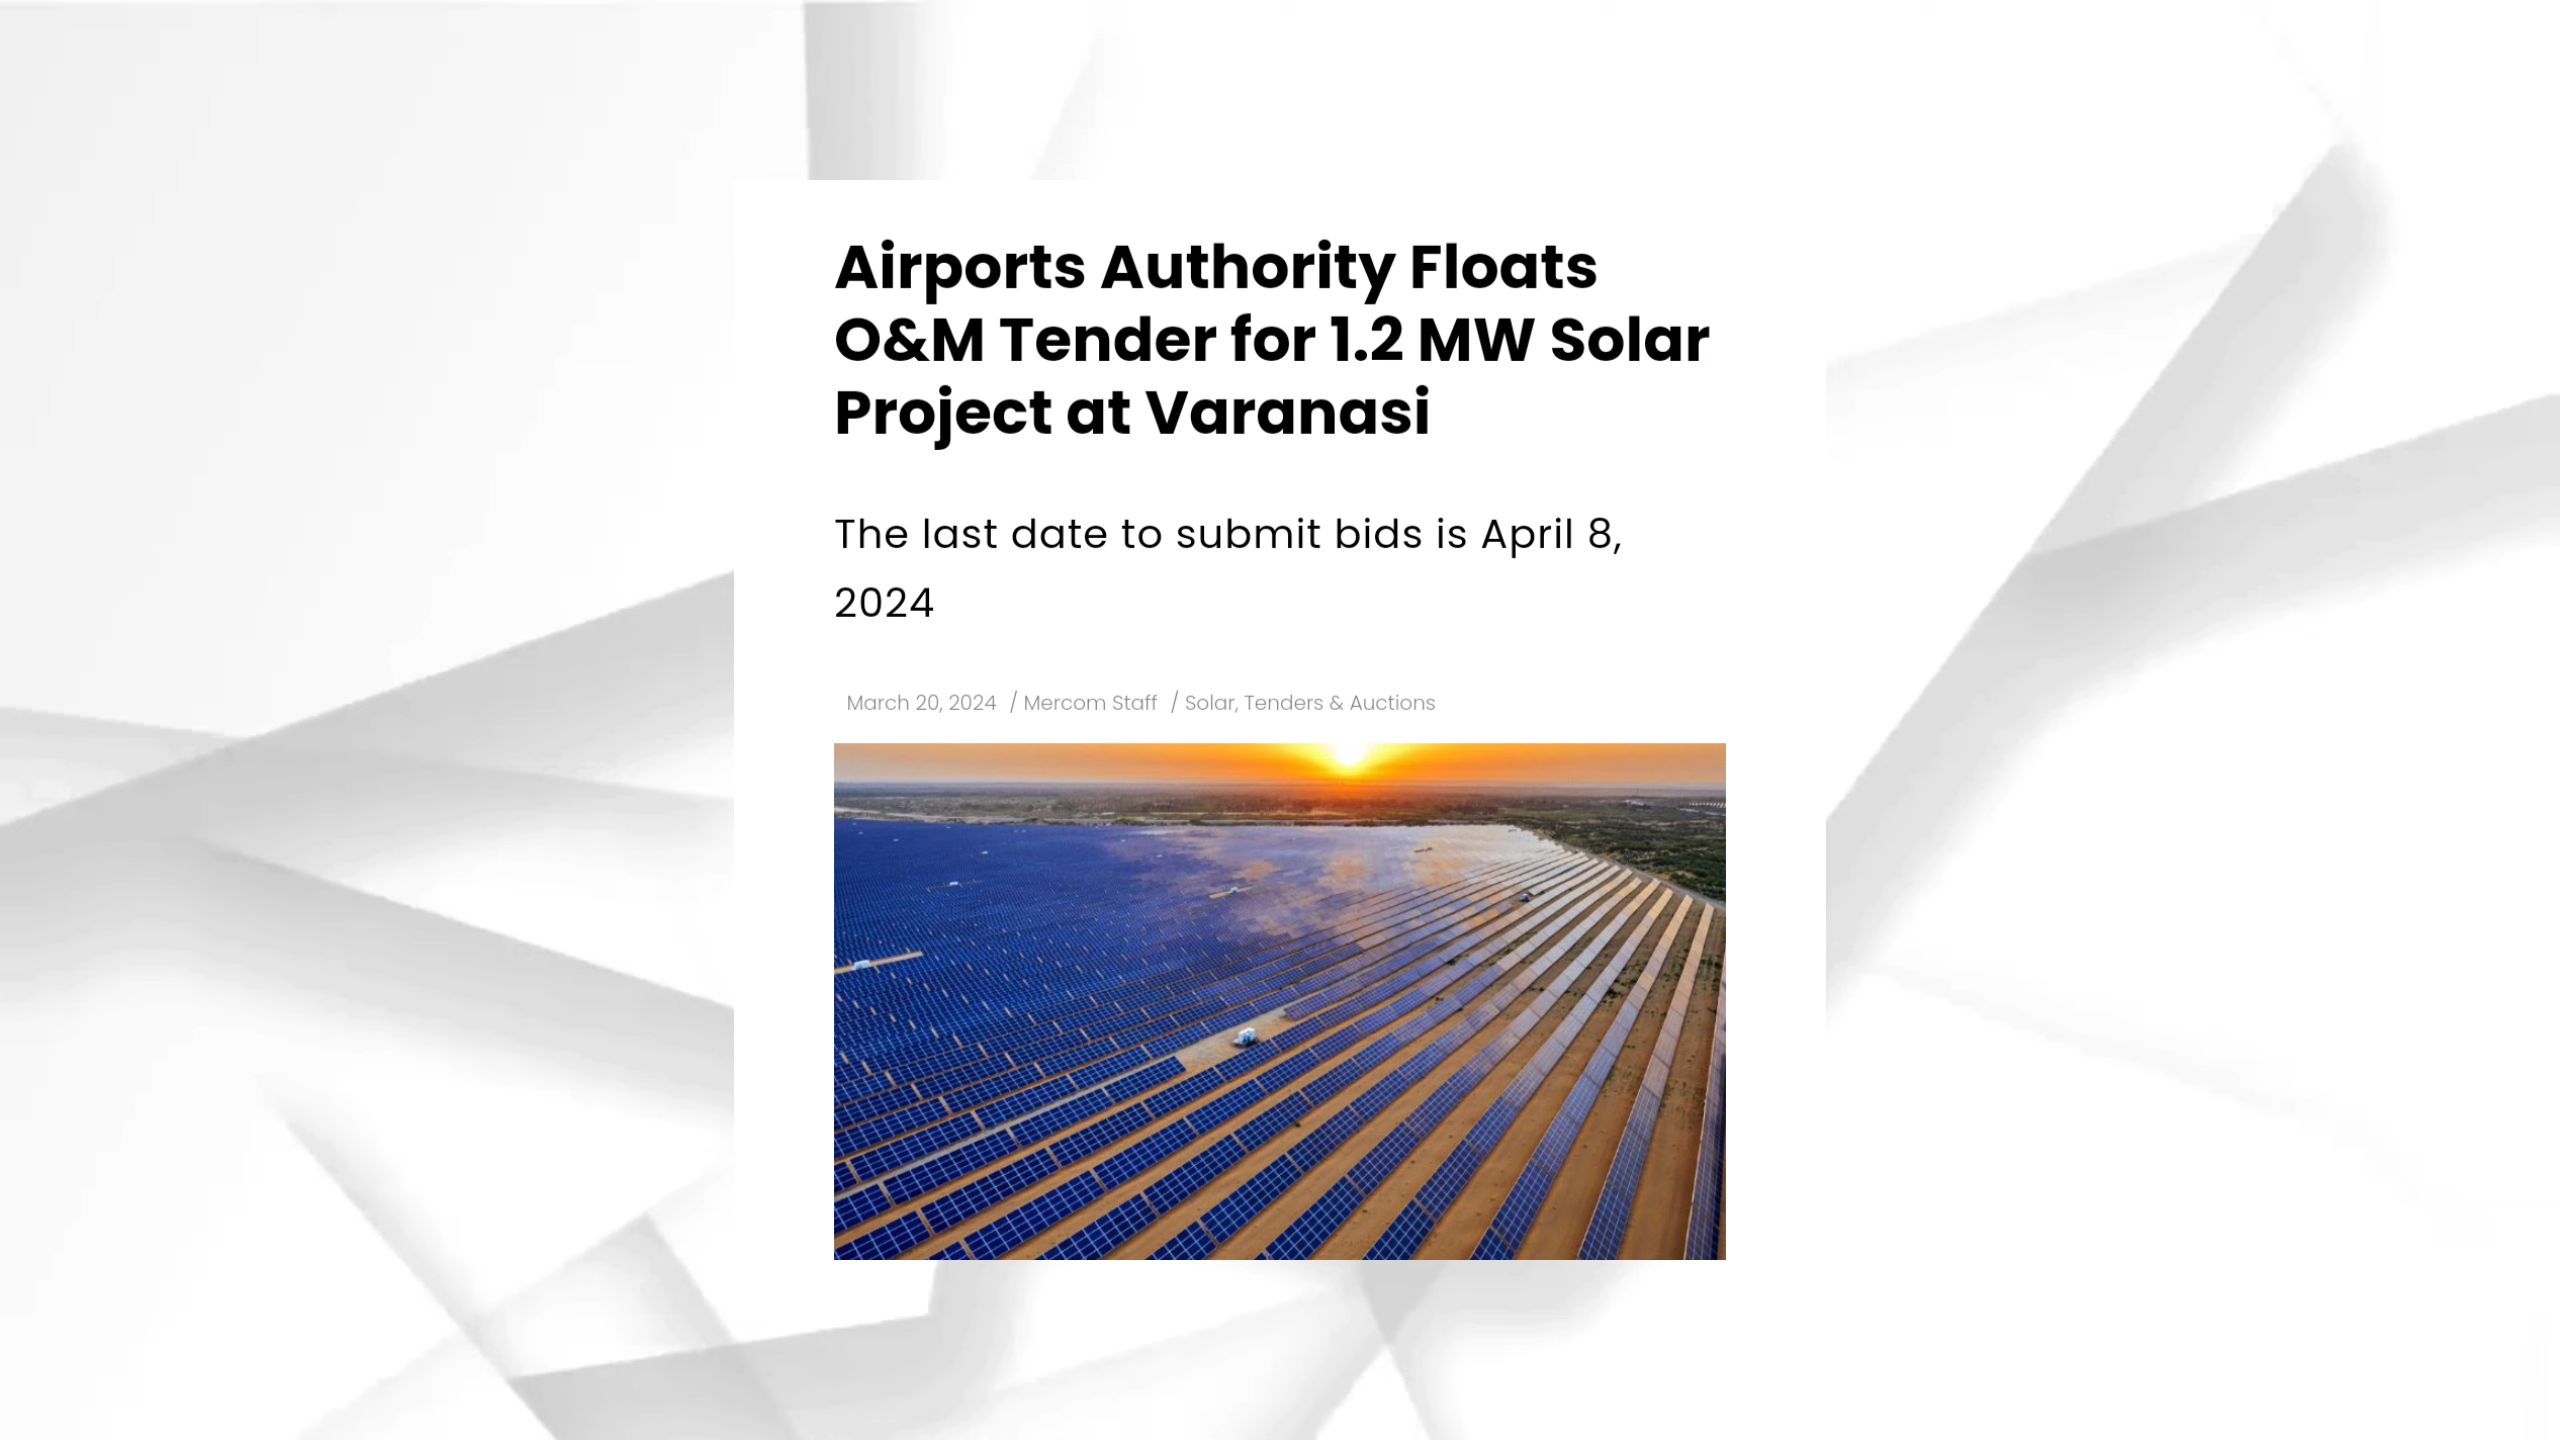 Airports Authority Floats
O&M Tender for 1.2 MW Solar
Project at Varanasi
The last date to submit bids is April 8,
2024
March 20, 2024 / Mercom Staff / Solar, Tenders & Auctions